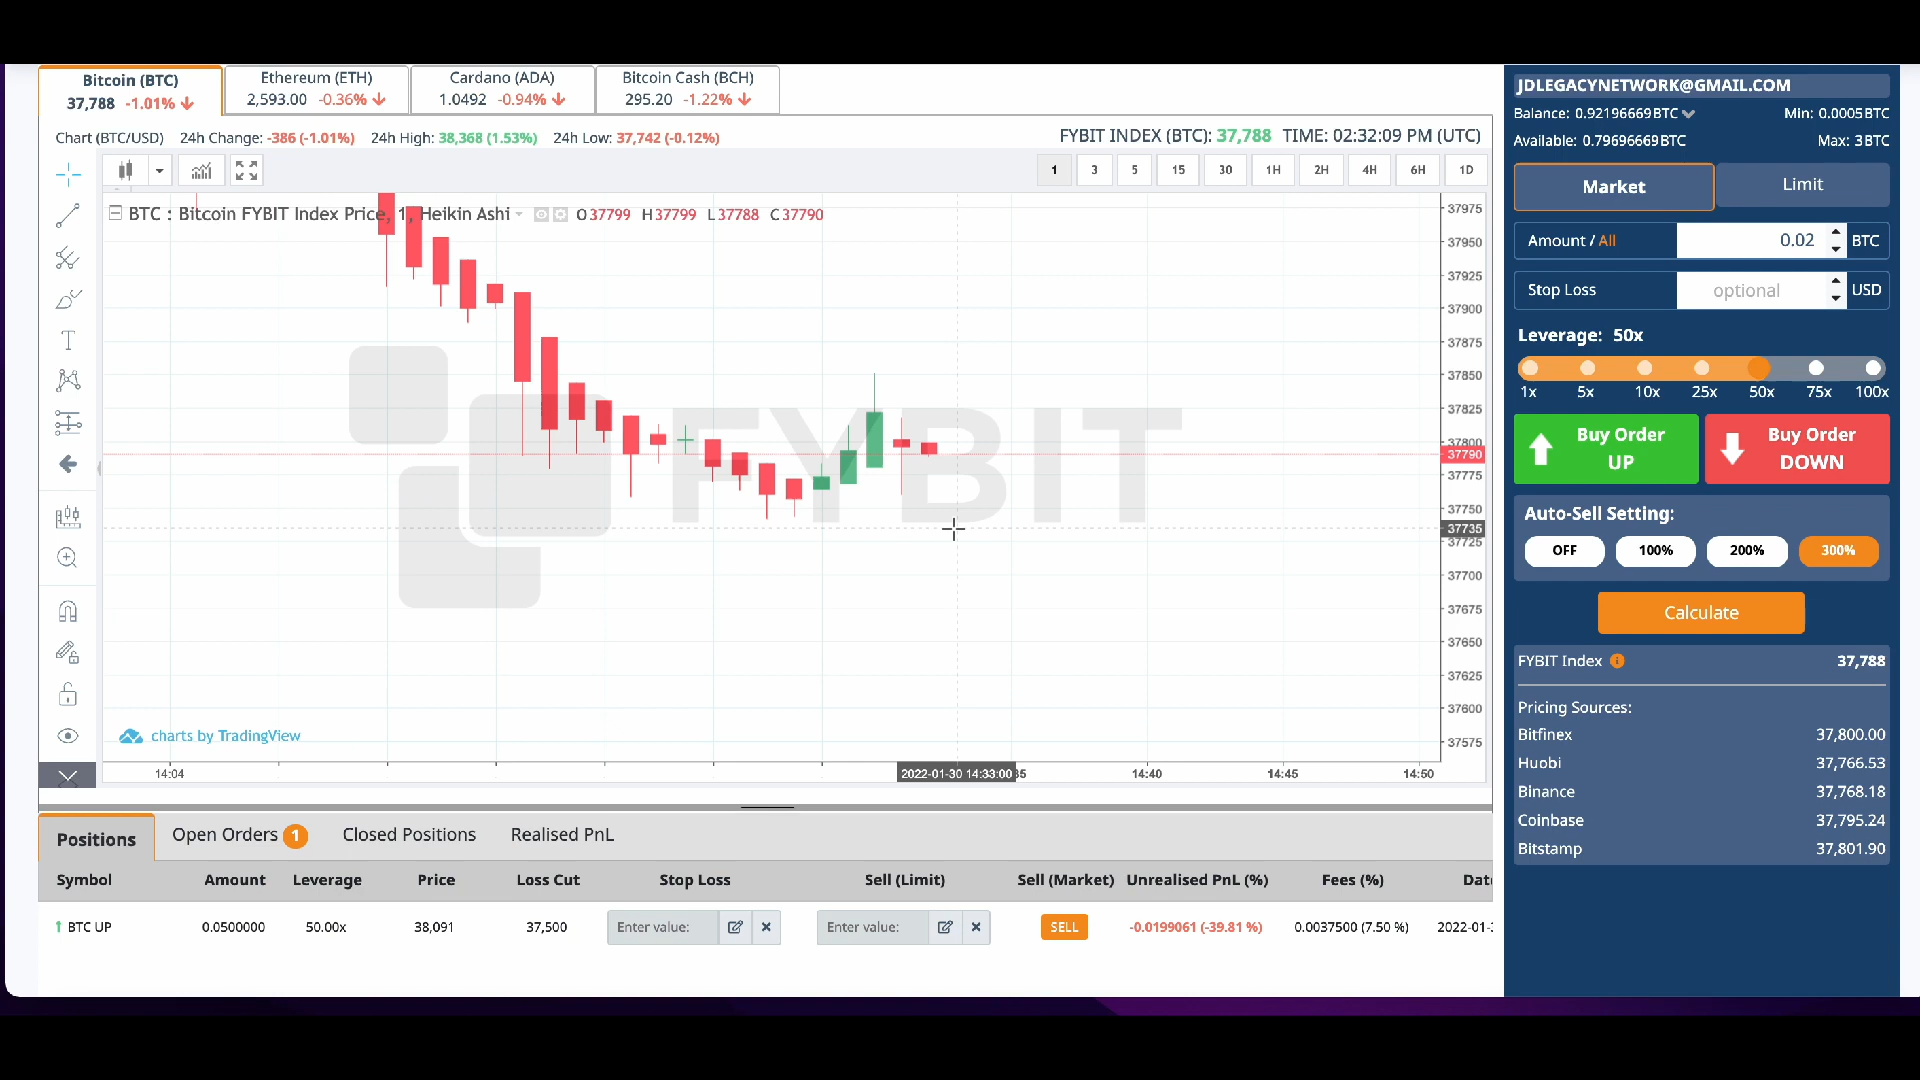 Bitcoin (BTC)
37,788 -1.01%
Ethereum (ETH)
2,593.00 -0.36%
Cardano (ADA)
1.0492 -0.94%
Bitcoin Cash (BCH)
295.20 -1.22%
Chart (BTC/USD) 24h Change: -386 (-1.01%) 24h High: 38,368 (1.53%) 24h Low: 37,742 (-0.12%)
FYBIT INDEX (BTC): 37,788 TIME: 02:32:09 PM (UTC)
1 3 5 15 30 1H 2H 4H 6H 1D
BTC : Bitcoin FYBIT Index Price, 1, Heikin Ashi O37799 H37799 L37788 C37790
T
FYBIT
37975
37950
37925
37900
37875
37850
37825
37800
37790
37775
37750
37735
37725
37700
37675
37650
37625
37600
37575
charts by TradingView
14:04 2022-01-30 14:33:00 35 14:40 14:45 14:50
Positions Open Orders 1 Closed Positions Realised PnL
Symbol Amount Leverage Price Loss Cut Stop Loss Sell (Limit) Sell (Market) Unrealised PnL (%) Fees (%) Dat
BTC UP 0.0500000 50.00x 38,091 37,500 Enter value: Enter value: SELL -0.0199061 (-39.81 %) 0.0037500 (7.50 %) 2022-01-
JDLEGACYNETWORK@GMAIL.COM
Balance: 0.92196669BTC Min: 0.0005BTC
Available: 0.79696669BTC Max: 3BTC
Market Limit
Amount / All 0.02 BTC
Stop Loss optional USD
Leverage: 50x
1x 5x 10x 25x 50x 75x 100x
Buy Order
UP
Buy Order
DOWN
Auto-Sell Setting:
OFF 100% 200% 300%
Calculate
FYBIT Index 37,788
Pricing Sources:
Bitfinex 37,800.00
Huobi 37,766.53
Binance 37,768.18
Coinbase 37,795.24
Bitstamp 37,801.90